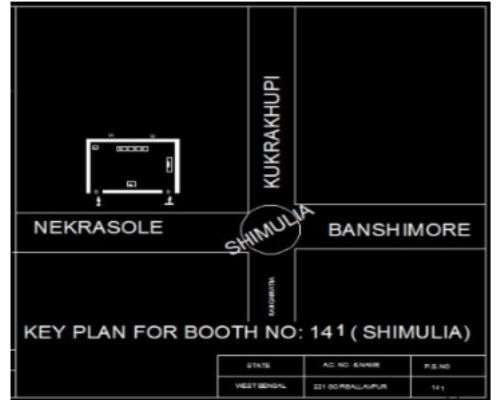 KUKRAKHUPI
NEKRASOLE
SHIMULIA
BANSHIMORE
KEY PLAN FOR BOOTH NO: 141 ( SHIMULIA)
STATE A.C. NO. & NAME P.S.NO
WEST BENGAL 221 GOPIBALLAVPUR 141